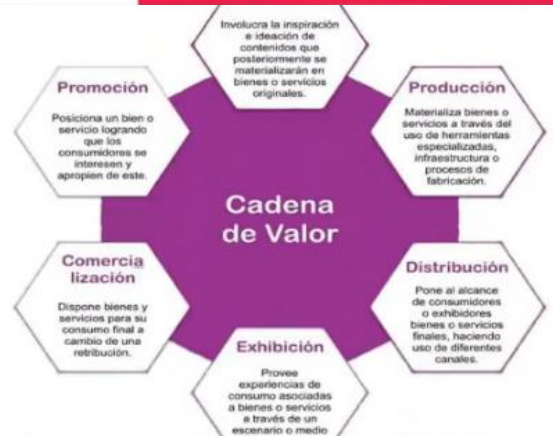 Involucra la inspiración
e ideación de
contenidos que
posteriormente se
materializarán en
bienes o servicios
originales.
Producción
Materializa bienes o
servicios a través del
uso de herramientas
especializadas,
infraestructura o
procesos de
fabricación.
Distribución
Pone al alcance
de consumidores
o exhibidores
bienes o servicios
finales, haciendo
uso de diferentes
canales.
Exhibición
Provee
experiencias de
consumo asociadas
a bienes o servicios
a través de un
escenario o medio
Comercia
lización
Dispone bienes y
servicios para su
consumo final a
cambio de una
retribución.
Promoción
Posiciona un bien o
servicio logrando
que los
consumidores se
interesen y
apropien de este.
Cadena
de Valor